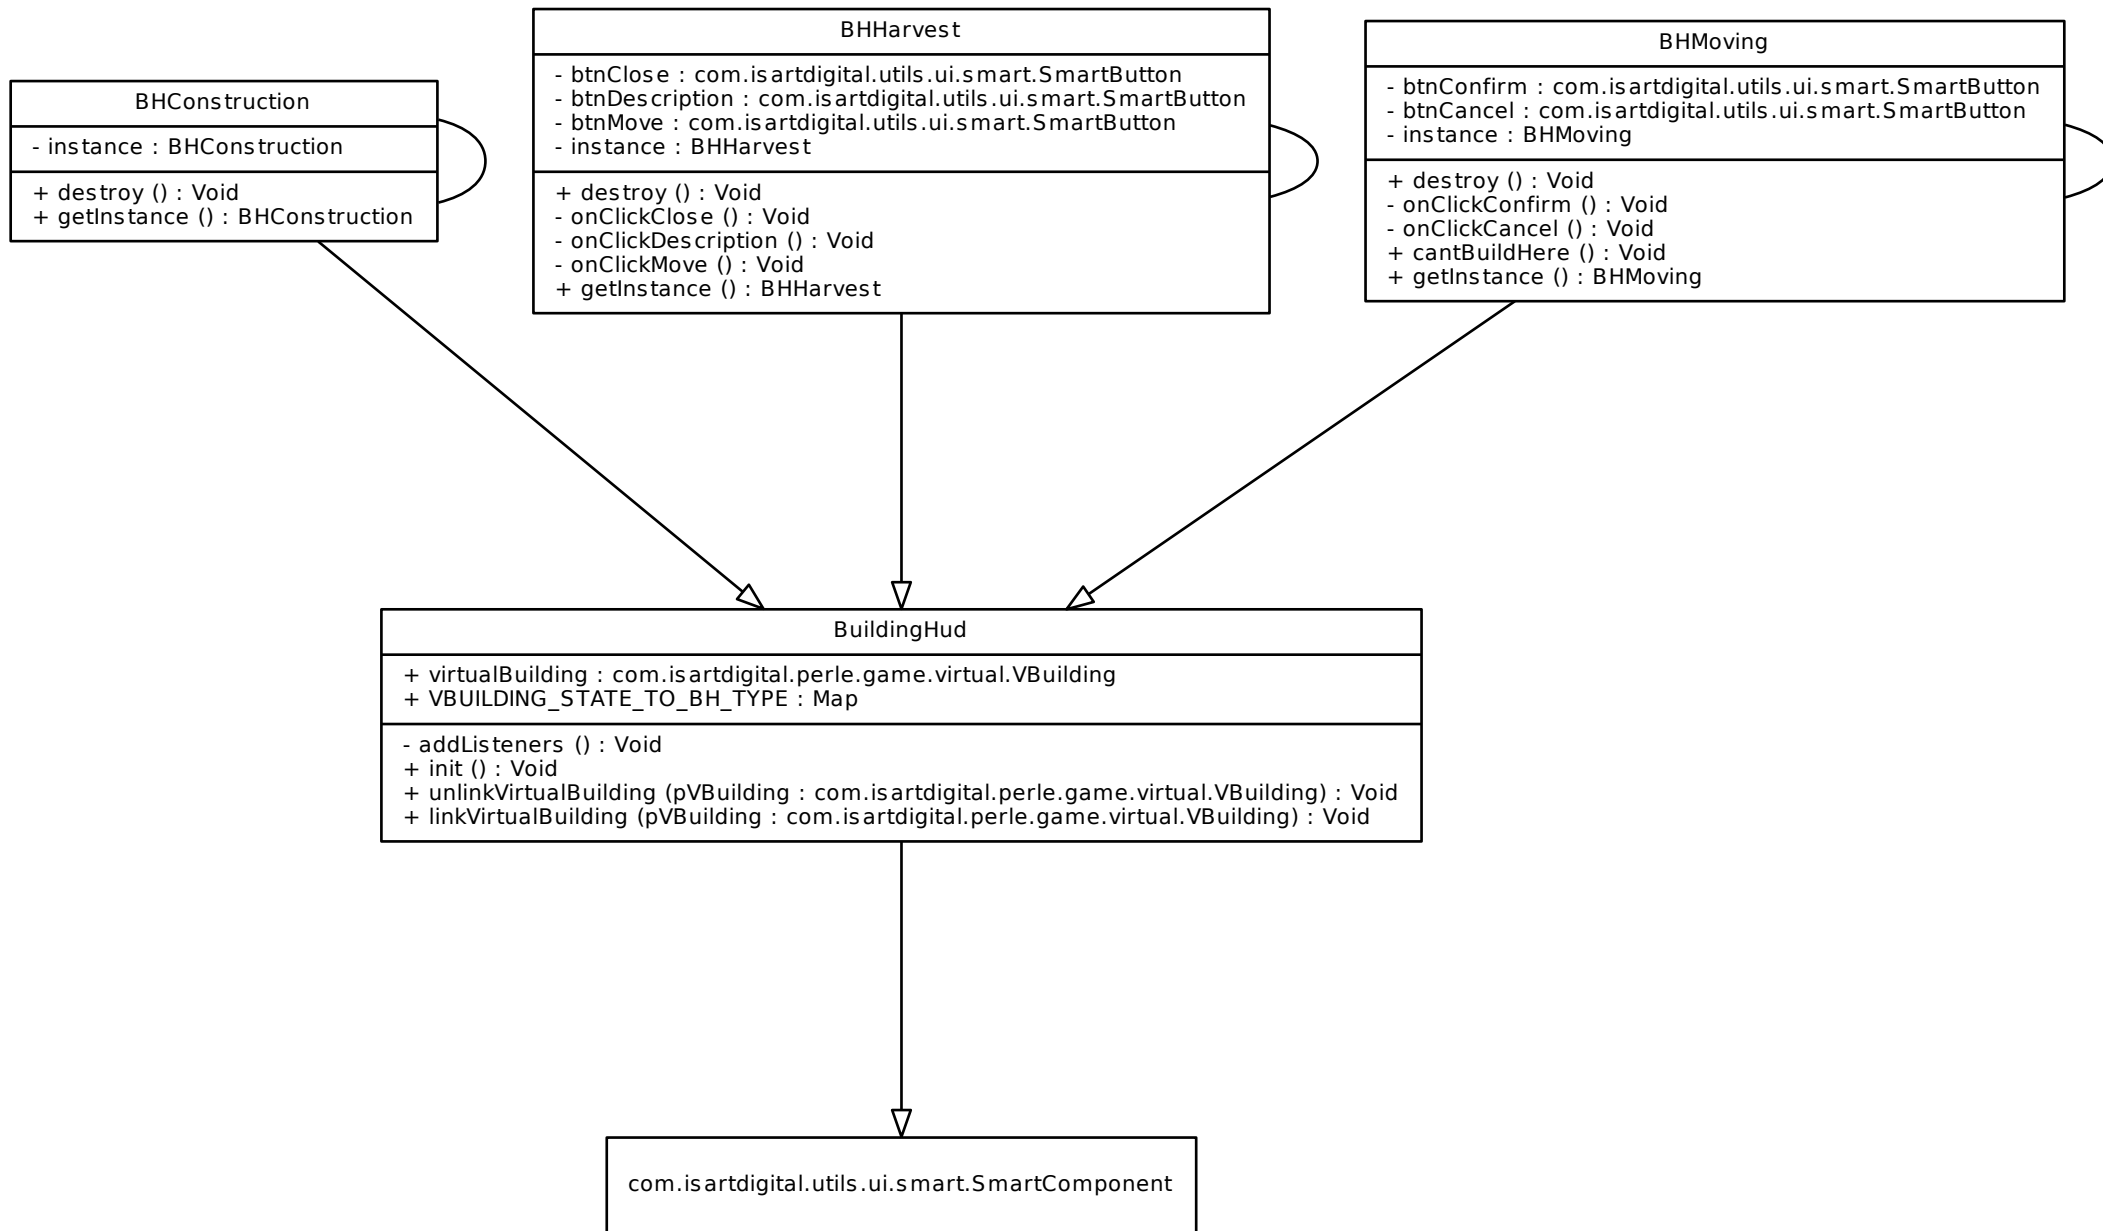 BHConstruction
- instance : BHConstruction
+ destroy () : Void
+ getInstance () : BHConstruction
BHHarvest
- btnClose : com.isartdigital.utils.ui.smart.SmartButton
- btnDescription : com.isartdigital.utils.ui.smart.SmartButton
- btnMove : com.isartdigital.utils.ui.smart.SmartButton
- instance : BHHarvest
+ destroy () : Void
- onClickClose () : Void
- onClickDescription () : Void
- onClickMove () : Void
+ getInstance () : BHHarvest
BHMoving
- btnConfirm : com.isartdigital.utils.ui.smart.SmartButton
- btnCancel : com.isartdigital.utils.ui.smart.SmartButton
- instance : BHMoving
+ destroy () : Void
- onClickConfirm () : Void
- onClickCancel () : Void
+ cantBuildHere () : Void
+ getInstance () : BHMoving
BuildingHud
+ virtualBuilding : com.isartdigital.perle.game.virtual.VBuilding
+ VBUILDING_STATE_TO_BH_TYPE : Map
- addListeners () : Void
+ init () : Void
+ unlinkVirtualBuilding (pVBuilding : com.isartdigital.perle.game.virtual.VBuilding) : Void
+ linkVirtualBuilding (pVBuilding : com.isartdigital.perle.game.virtual.VBuilding) : Void
com.isartdigital.utils.ui.smart.SmartComponent